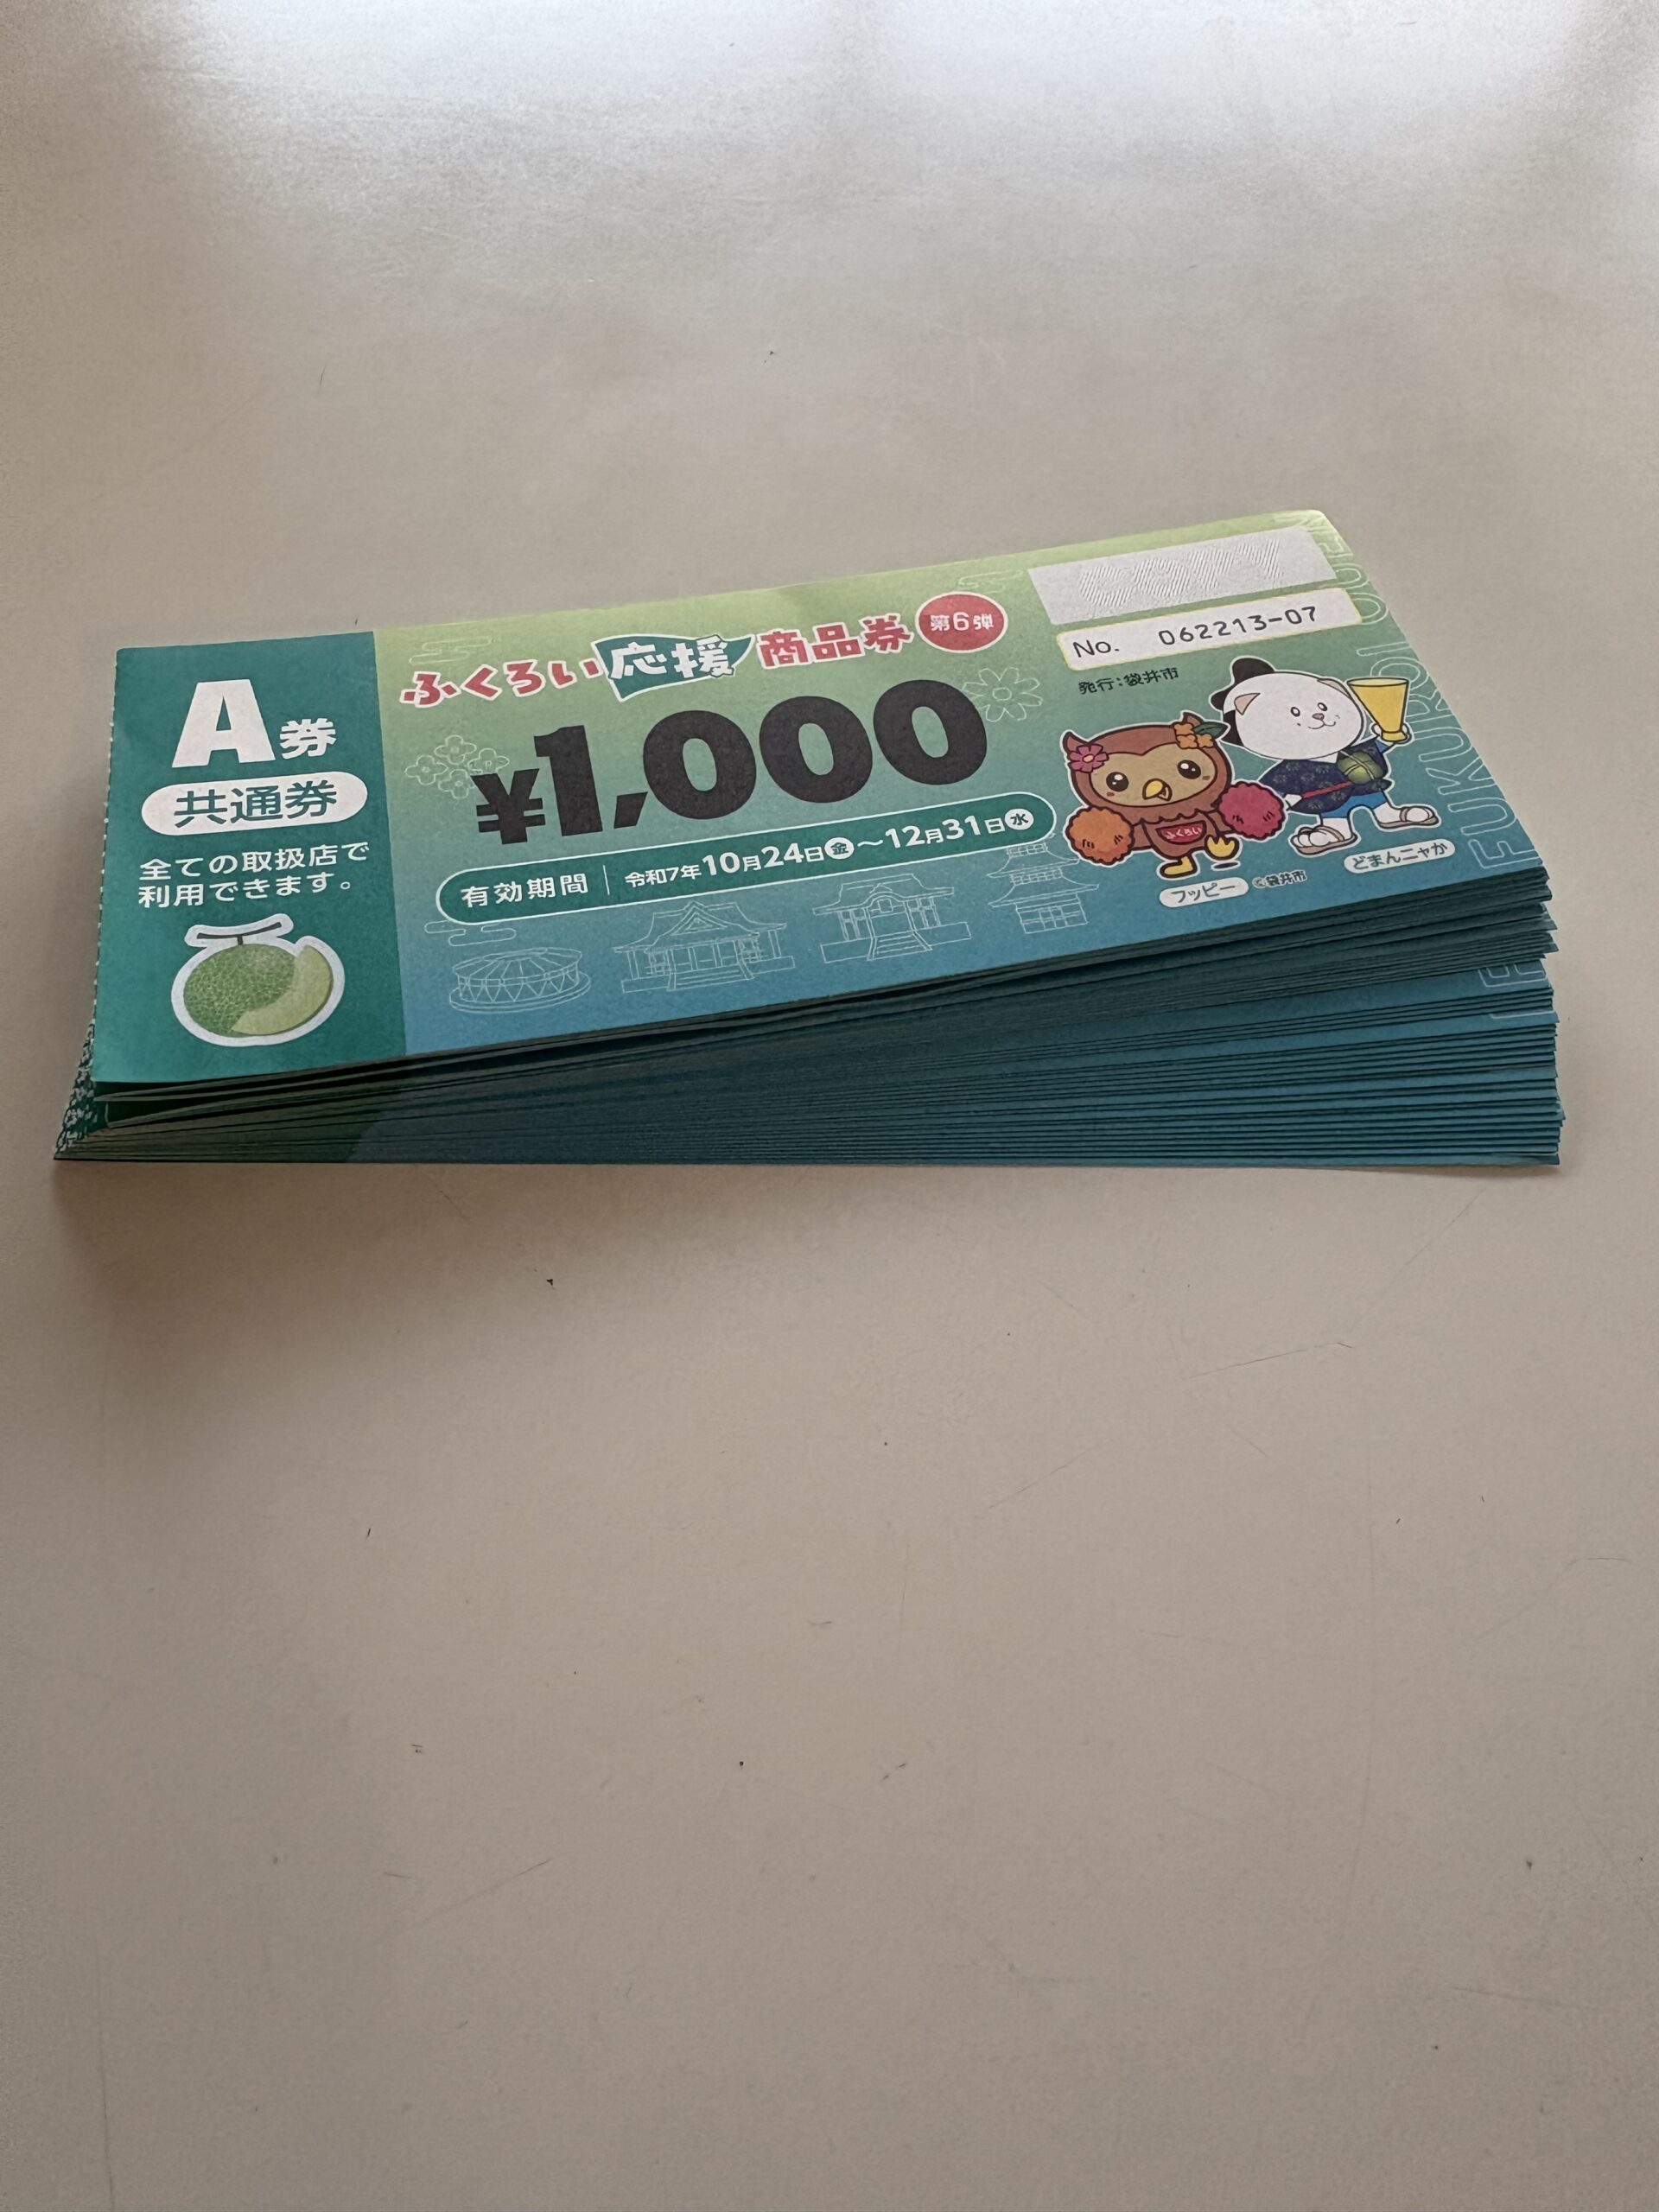 A券
共通券
全ての取扱店で
利用できます。
ふくろい応援商品券 第6弾
¥1,000
有効期間 令和7年10月24日金～12月31日水
COPY
No. 062213-07
発行:袋井市
ふくろい
フッピー
©袋井市
どまんニャか